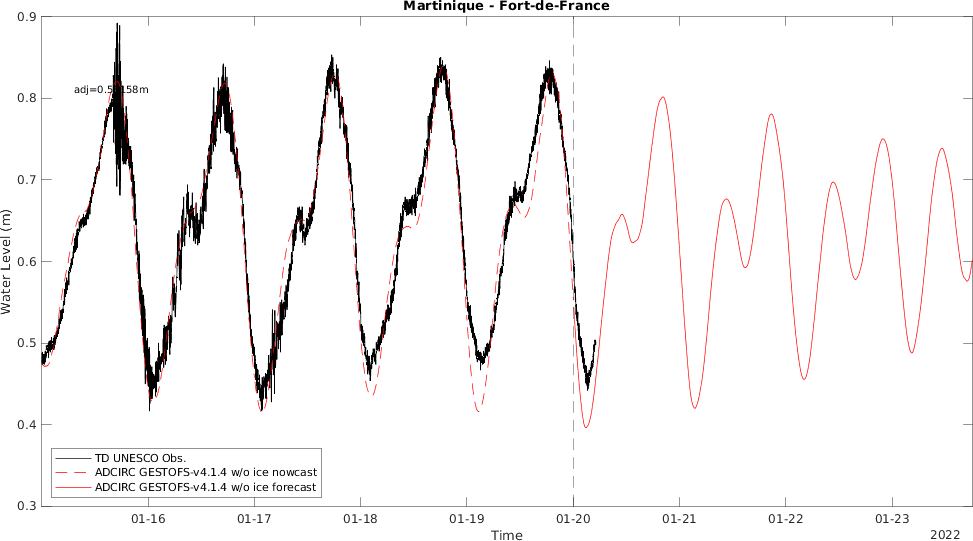 Martinique - Fort-de-France
0.9
0.8
0.7
0.6
0.5
0.4
0.3
Water Level (m)
TD UNESCO Obs.
ADCIRC GESTOFS-v4.1.4 w/o ice nowcast
ADCIRC GESTOFS-v4.1.4 w/o ice forecast
01-16
01-17
01-18
01-19
01-20
01-21
01-22
01-23
Time
2022